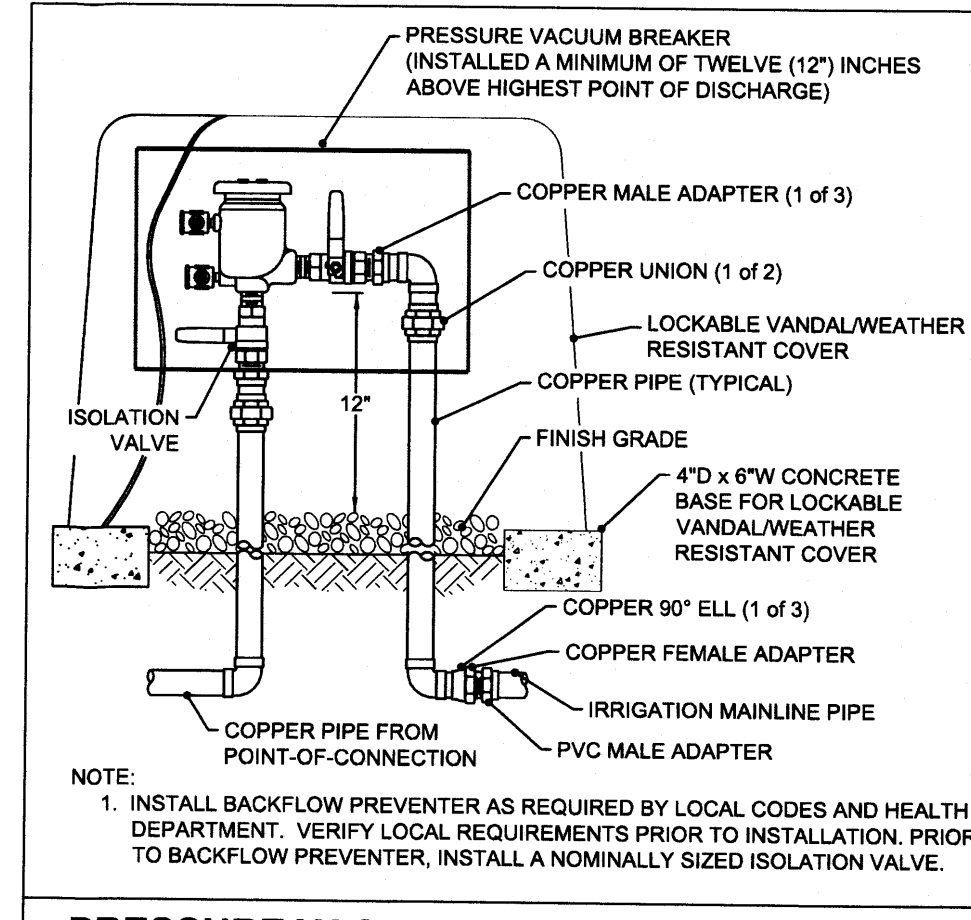 PRESSURE VACUUM BREAKER
(INSTALLED A MINIMUM OF TWELVE (12") INCHES
ABOVE HIGHEST POINT OF DISCHARGE)
COPPER MALE ADAPTER (1 of 3)
COPPER UNION (1 of 2)
LOCKABLE VANDAL/WEATHER
RESISTANT COVER
COPPER PIPE (TYPICAL)
12"
ISOLATION
VALVE
FINISH GRADE
4"D x 6"W CONCRETE
BASE FOR LOCKABLE
VANDAL/WEATHER
RESISTANT COVER
COPPER 90° ELL (1 of 3)
COPPER FEMALE ADAPTER
IRRIGATION MAINLINE PIPE
COPPER PIPE FROM
POINT-OF-CONNECTION
PVC MALE ADAPTER
NOTE:
1. INSTALL BACKFLOW PREVENTER AS REQUIRED BY LOCAL CODES AND HEALTH
DEPARTMENT. VERIFY LOCAL REQUIREMENTS PRIOR TO INSTALLATION. PRIOR
TO BACKFLOW PREVENTER, INSTALL A NOMINALLY SIZED ISOLATION VALVE.